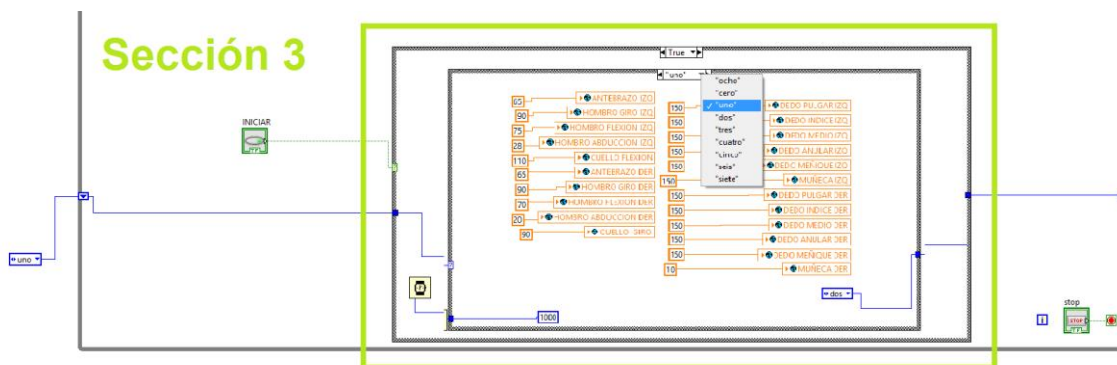 Sección 3
True
"uno"
"ocho"
"cero"
"uno"
"dos"
"tres"
"cuatro"
"cinco"
"seis"
"siete"
INICIAR
65 ANTEBRAZO IZQ
90 HOMBRO GIRO IZQ
75 HOMBRO FLEXION IZQ
28 HOMBRO ABDUCCION IZQ
110 CUELLO FLEXION
65 ANTEBRAZO DER
90 HOMBRO GIRO DER
70 HOMBRO FLEXION DER
20 HOMBRO ABDUCCION DER
90 CUELLO GIRO
150 DEDO PULGAR IZQ
150 DEDO INDICE IZQ
150 DEDO MEDIO IZQ
150 DEDO ANULAR IZQ
150 DEDO MEÑIQUE IZQ
150 MUÑECA IZQ
150 DEDO PULGAR DER
150 DEDO INDICE DER
150 DEDO MEDIO DER
150 DEDO ANULAR DER
150 DEDO MEÑIQUE DER
10 MUÑECA DER
uno
dos
1000
i
stop
STOP